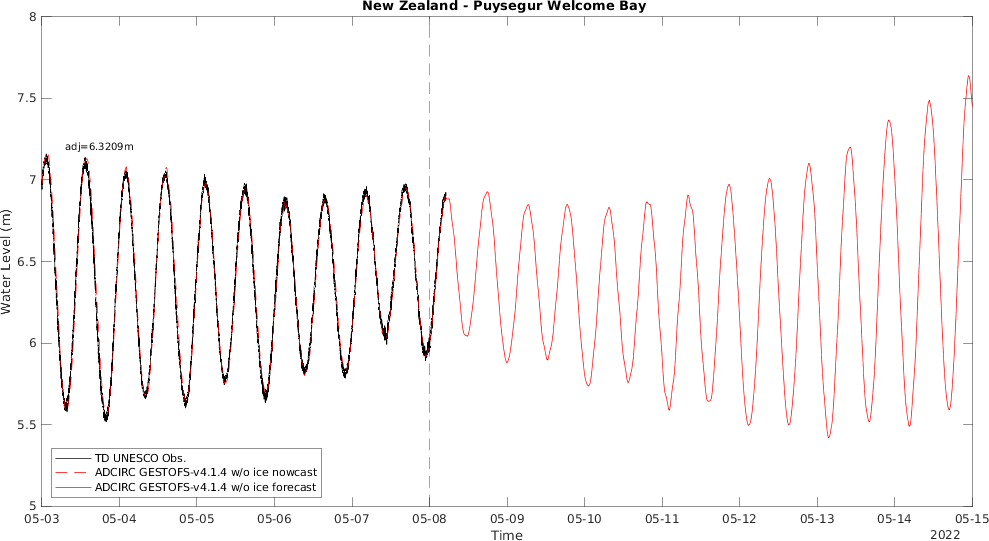 New Zealand - Puysegur Welcome Bay
8
7.5
7
6.5
6
5.5
5
Water Level (m)
adj=6.3209m
TD UNESCO Obs.
ADCIRC GESTOFS-v4.1.4 w/o ice nowcast
ADCIRC GESTOFS-v4.1.4 w/o ice forecast
05-03 05-04 05-05 05-06 05-07 05-08 05-09 05-10 05-11 05-12 05-13 05-14 05-15
Time
2022